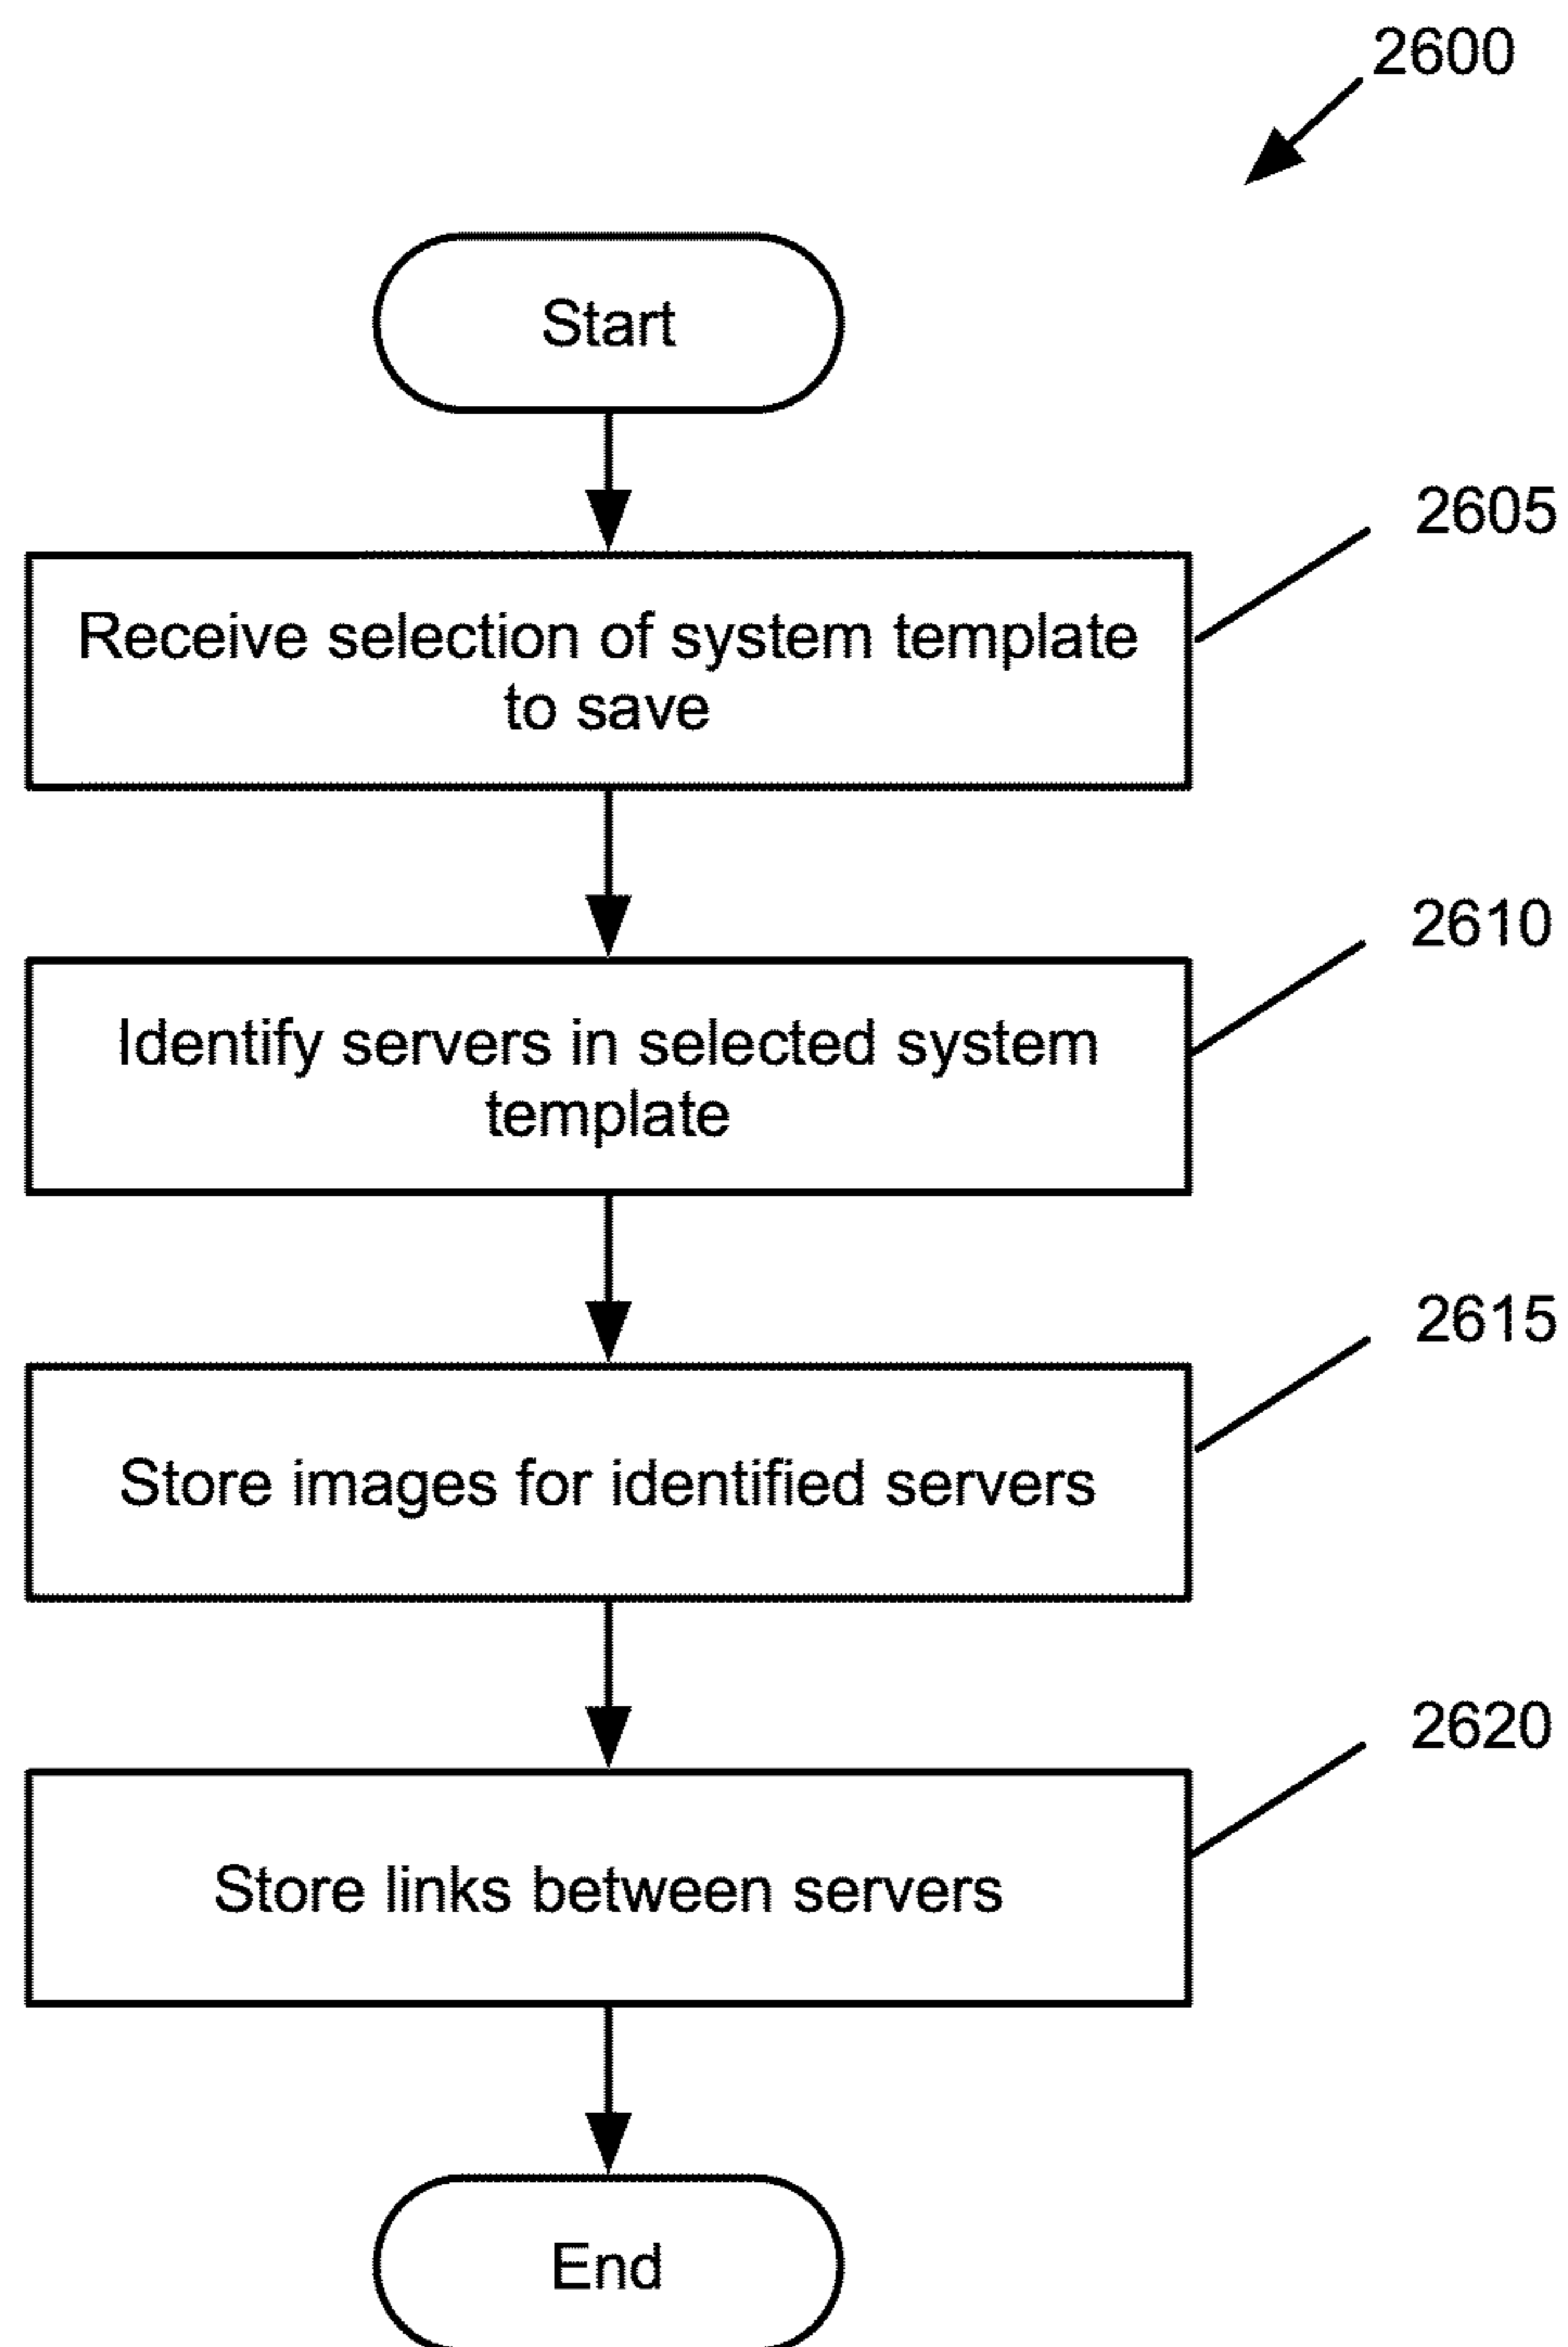 2600
Start
2605
Receive selection of system template
to save
2610
Identify servers in selected system
template
2615
Store images for identified servers
2620
Store links between servers
End